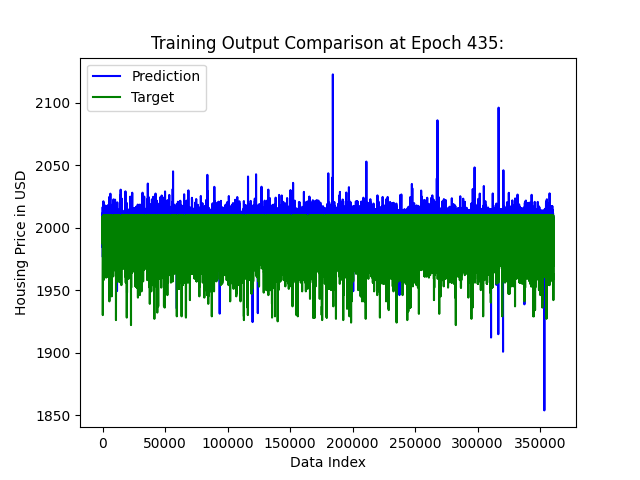 Training Output Comparison at Epoch 435:
Prediction
Target
2100
2050
2000
1950
1900
1850
Housing Price in USD
0 50000 100000 150000 200000 250000 300000 350000
Data Index